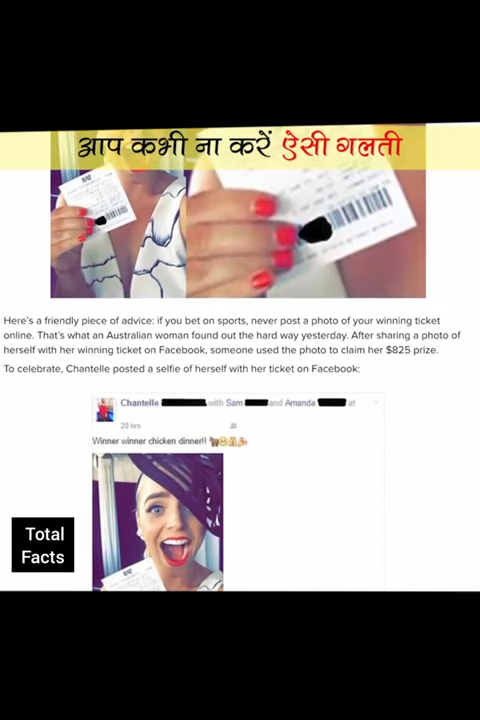 आप कभी ना करें ऐसी गलती
Here's a friendly piece of advice: if you bet on sports, never post a photo of your winning ticket
online. That's what an Australian woman found out the hard way yesterday. After sharing a photo of
herself with her winning ticket on Facebook, someone used the photo to claim her $825 prize.
To celebrate, Chantelle posted a selfie of herself with her ticket on Facebook:
Chantelle with Sam and Amanda at
20 hrs
Winner winner chicken dinner!!
Total
Facts